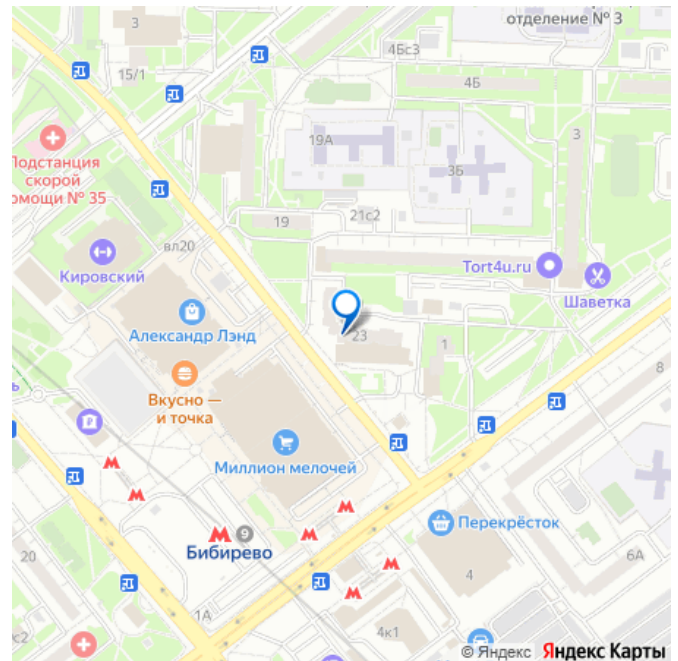 отделение № 3
3
4Бс3
15/1
4Б
19А
3
Подстанция
скорой
помощи № 35
3Б
21с2
19
вл20
Кировский
Tort4u.ru
Шаветка
Александр Лэнд
23
1
8
Вкусно —
и точка
Миллион мелочей
Перекрёсток
9
Бибирево
20
6А
4
1А
4к1
с2
© Яндекс Яндекс Карты